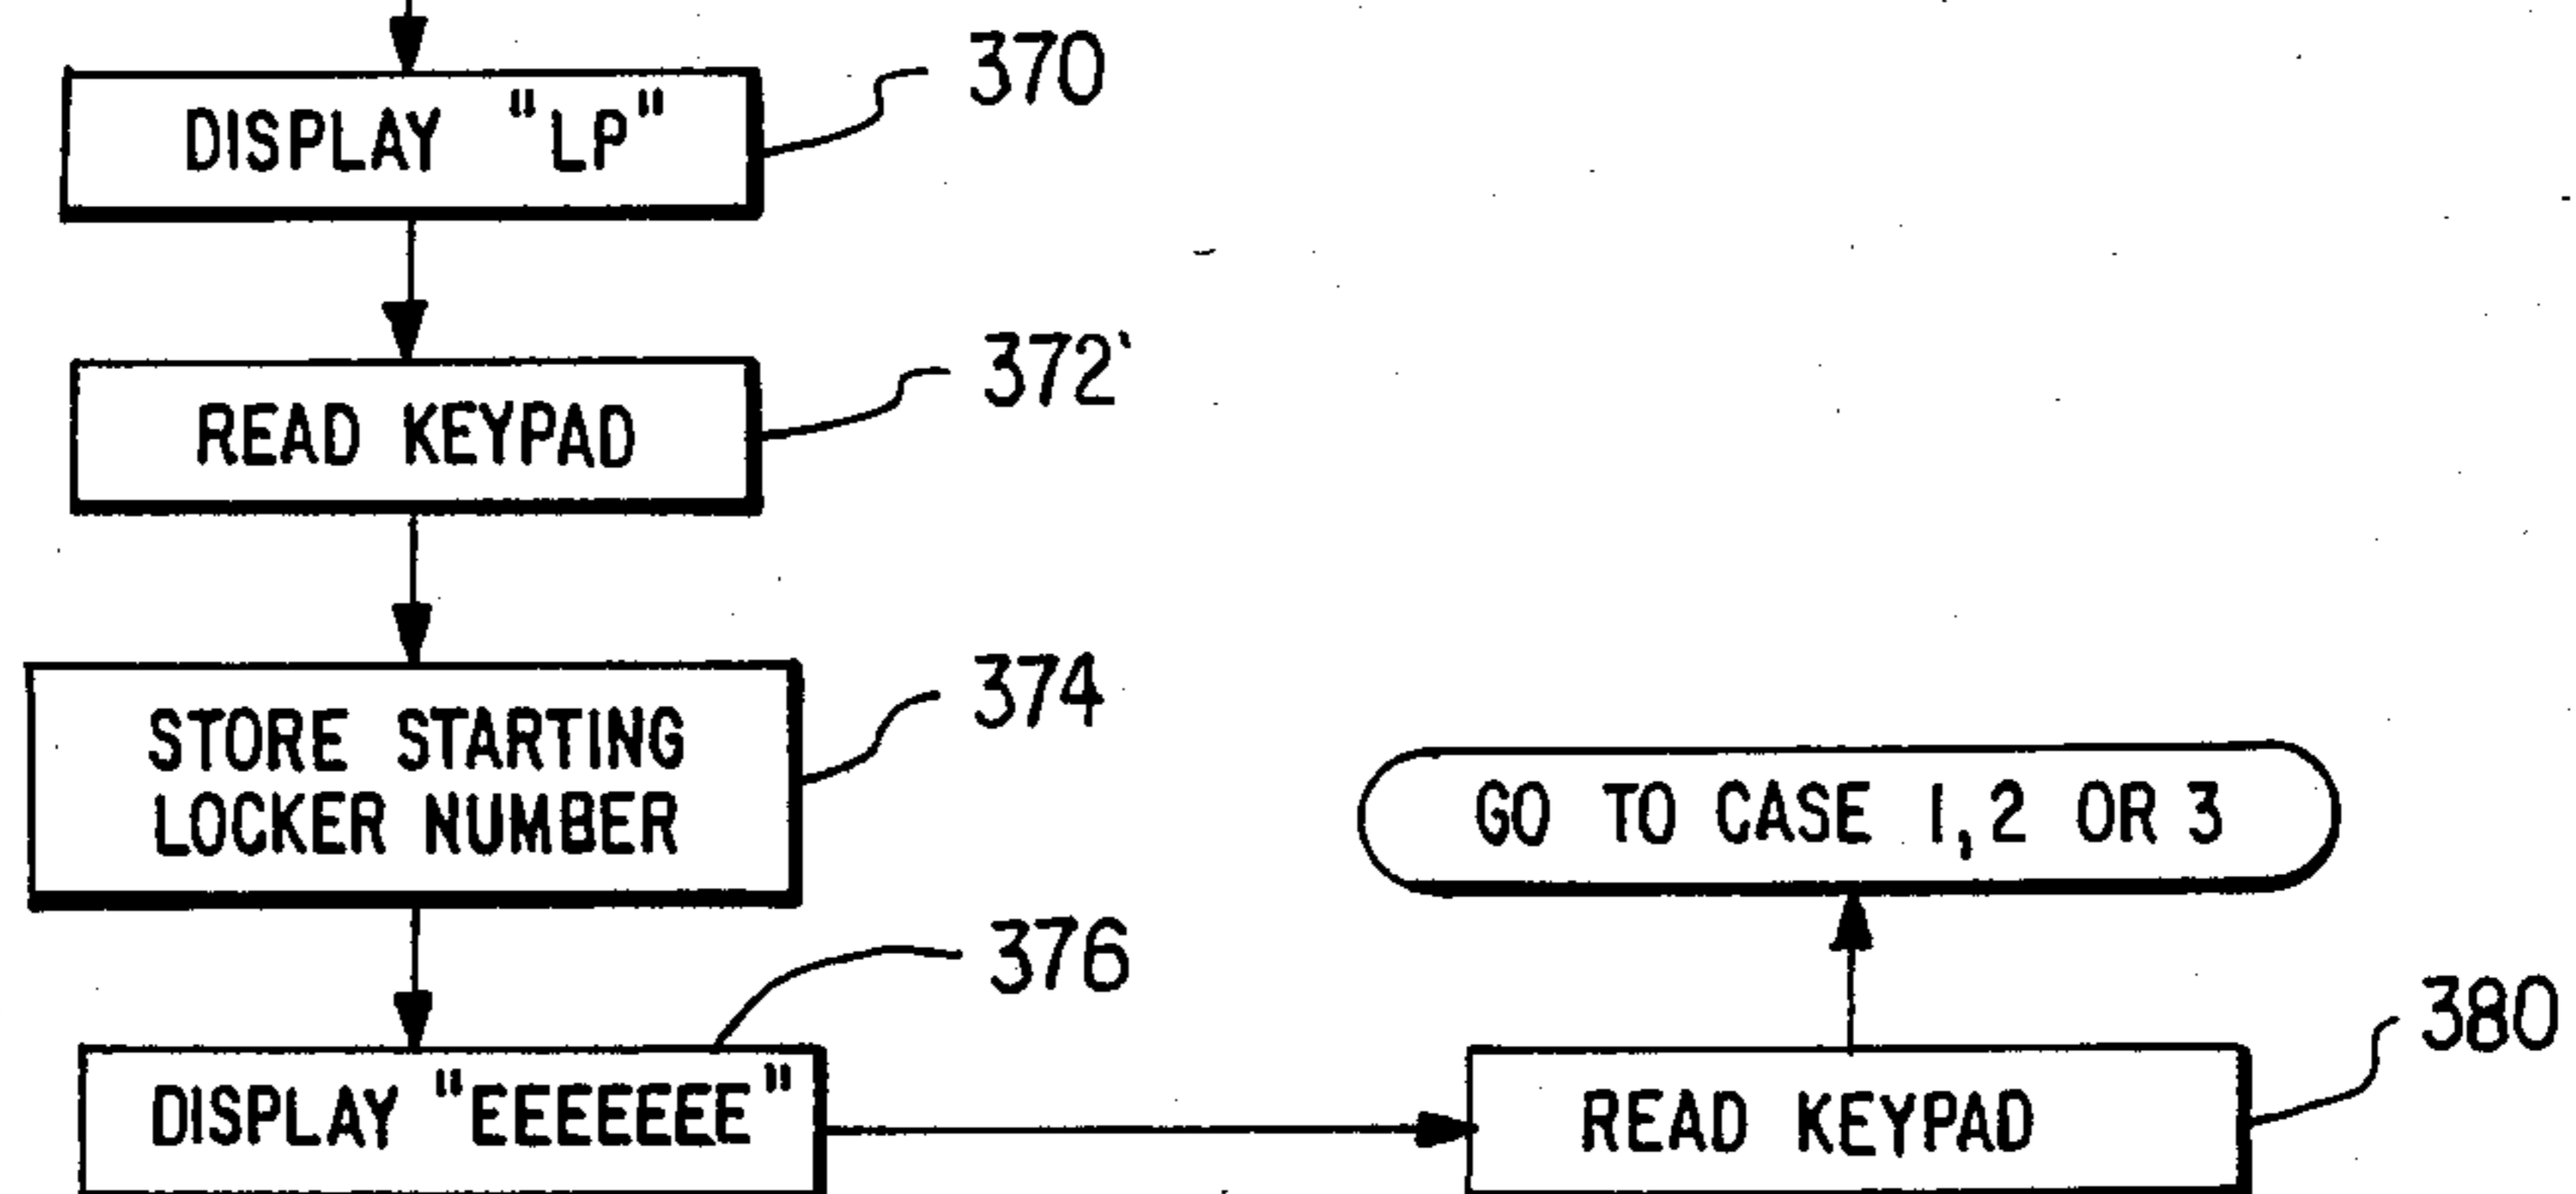 DISPLAY "LP"
370
READ KEYPAD
372
STORE STARTING
LOCKER NUMBER
374
DISPLAY "EEEEEEE"
376
READ KEYPAD
380
GO TO CASE 1,2 OR 3